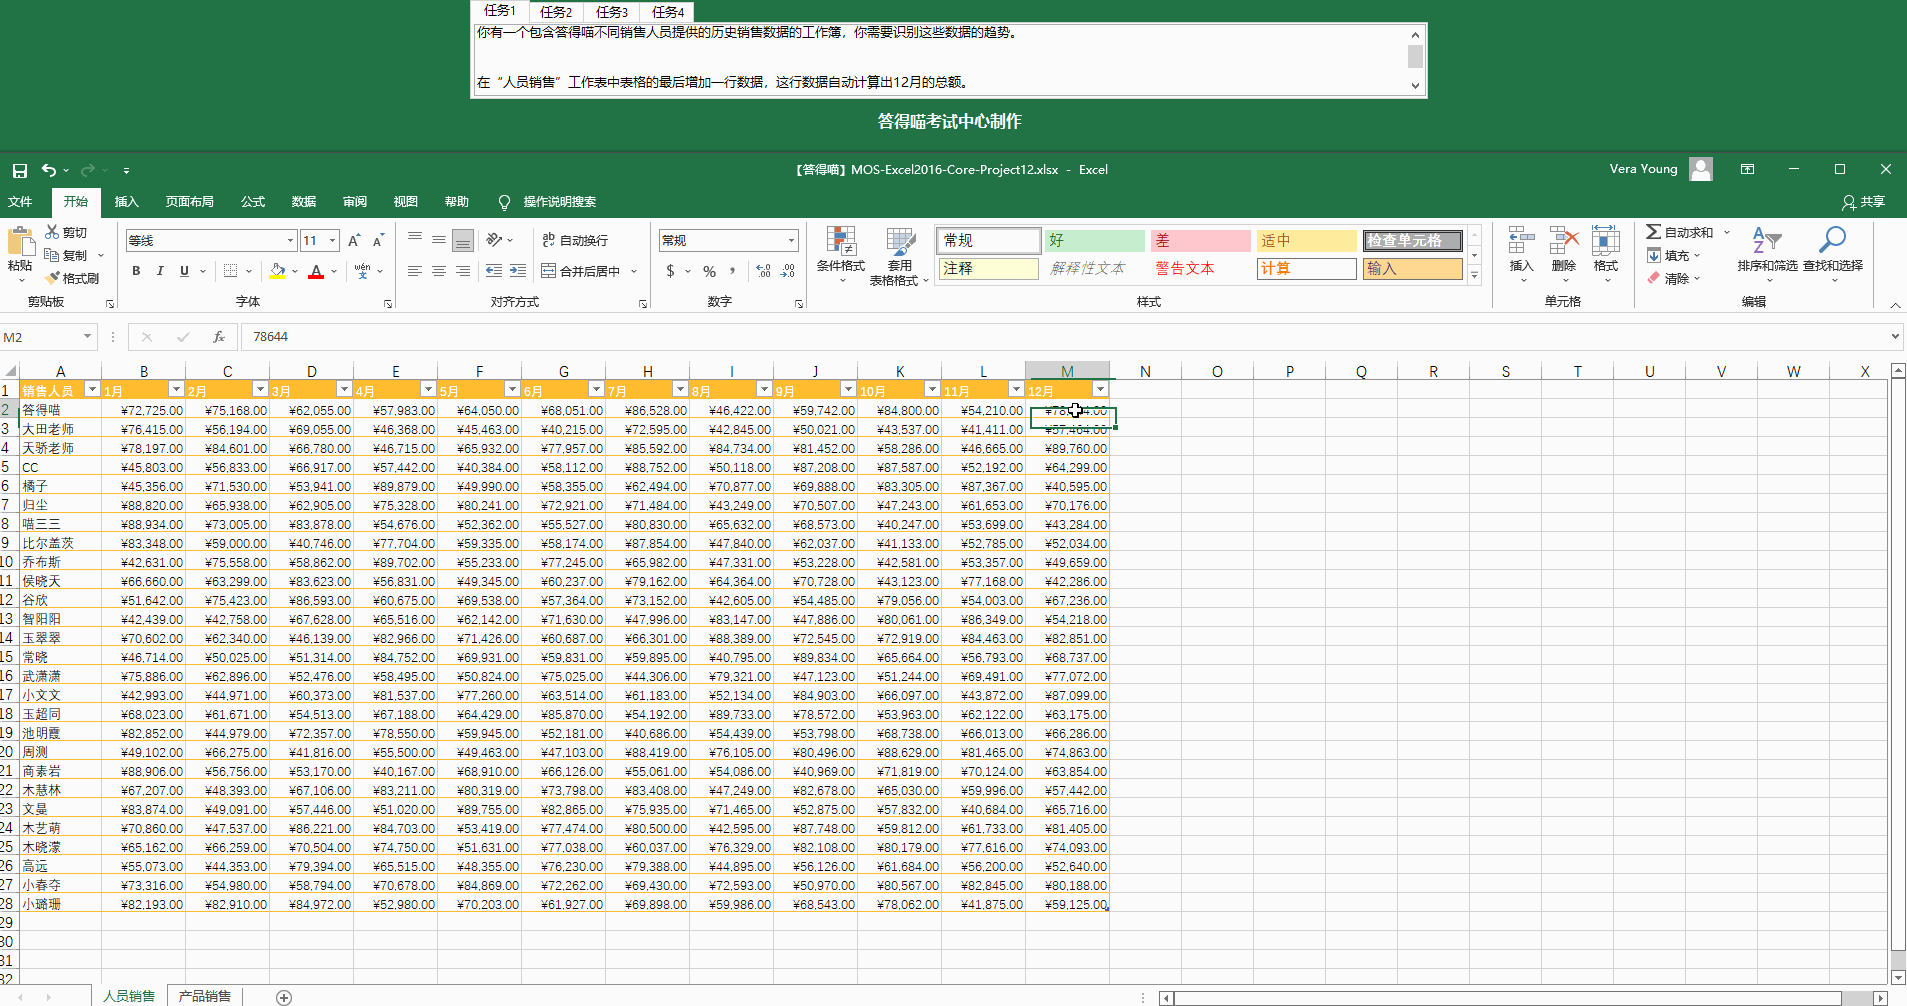 任务1 任务2 任务3 任务4
你有一个包含答得喵不同销售人员提供的历史销售数据的工作簿，你需要识别这些数据的趋势。
在“人员销售”工作表中表格的最后增加一行数据，这行数据自动计算出12月的总额。
答得喵考试中心制作
【答得喵】MOS-Excel2016-Core-Project12.xlsx - Excel
Vera Young
文件 开始 插入 页面布局 公式 数据 审阅 视图 帮助 操作说明搜索 共享
粘贴 剪切 复制 格式刷 剪贴板
等线 11 A A B I U A wén 文 字体
ab 自动换行 合并后居中 对齐方式
常规 $ % , .00 数字
条件格式 套用 表格格式 常规 好 差 适中 检查单元格
注释 解释性文本 警告文本 计算 输入 样式
插入 删除 格式 单元格
自动求和 填充 清除 排序和筛选 查找和选择 编辑
M2 fx 78644
A B C D E F G H I J K L M N O P Q R S T U V W X
1 销售人员 1月 2月 3月 4月 5月 6月 7月 8月 9月 10月 11月 12月
2 答得喵 ¥72,725.00 ¥75,168.00 ¥62,055.00 ¥57,983.00 ¥64,050.00 ¥68,051.00 ¥86,528.00 ¥46,422.00 ¥59,742.00 ¥84,800.00 ¥54,210.00
3 大田老师 ¥76,415.00 ¥56,194.00 ¥69,055.00 ¥46,368.00 ¥45,463.00 ¥40,215.00 ¥72,595.00 ¥42,845.00 ¥50,021.00 ¥43,537.00 ¥41,411.00 ¥57,464.00
4 天骄老师 ¥78,197.00 ¥84,601.00 ¥66,780.00 ¥46,715.00 ¥65,932.00 ¥77,957.00 ¥85,592.00 ¥84,734.00 ¥81,452.00 ¥58,286.00 ¥46,665.00 ¥89,760.00
5 CC ¥45,803.00 ¥56,833.00 ¥66,917.00 ¥57,442.00 ¥40,384.00 ¥58,112.00 ¥88,752.00 ¥50,118.00 ¥87,208.00 ¥87,587.00 ¥52,192.00 ¥64,299.00
6 橘子 ¥45,356.00 ¥71,530.00 ¥53,941.00 ¥89,879.00 ¥49,990.00 ¥58,355.00 ¥62,494.00 ¥70,877.00 ¥69,888.00 ¥83,305.00 ¥87,367.00 ¥40,595.00
7 归尘 ¥88,820.00 ¥65,938.00 ¥62,905.00 ¥75,328.00 ¥80,241.00 ¥72,921.00 ¥71,484.00 ¥43,249.00 ¥70,507.00 ¥47,243.00 ¥61,653.00 ¥70,176.00
8 喵三三 ¥88,934.00 ¥73,005.00 ¥83,878.00 ¥54,676.00 ¥52,362.00 ¥55,527.00 ¥80,830.00 ¥65,632.00 ¥68,573.00 ¥40,247.00 ¥53,699.00 ¥43,284.00
9 比尔盖茨 ¥83,348.00 ¥59,000.00 ¥40,746.00 ¥77,704.00 ¥59,335.00 ¥58,174.00 ¥87,854.00 ¥47,840.00 ¥62,037.00 ¥41,133.00 ¥52,785.00 ¥52,034.00
10 乔布斯 ¥42,631.00 ¥75,558.00 ¥58,862.00 ¥89,702.00 ¥55,233.00 ¥77,245.00 ¥65,982.00 ¥47,331.00 ¥53,228.00 ¥42,581.00 ¥53,357.00 ¥49,659.00
11 侯晓天 ¥66,660.00 ¥63,299.00 ¥83,623.00 ¥56,831.00 ¥49,345.00 ¥60,237.00 ¥79,162.00 ¥64,364.00 ¥70,728.00 ¥43,123.00 ¥77,168.00 ¥42,286.00
12 谷欣 ¥51,642.00 ¥75,423.00 ¥86,593.00 ¥60,675.00 ¥69,538.00 ¥57,364.00 ¥73,152.00 ¥42,605.00 ¥54,485.00 ¥79,056.00 ¥54,003.00 ¥67,236.00
13 智阳阳 ¥42,439.00 ¥42,758.00 ¥67,628.00 ¥65,516.00 ¥62,142.00 ¥71,630.00 ¥47,996.00 ¥83,147.00 ¥47,886.00 ¥80,061.00 ¥86,349.00 ¥54,218.00
14 玉翠翠 ¥70,602.00 ¥62,340.00 ¥46,139.00 ¥82,966.00 ¥71,426.00 ¥60,687.00 ¥66,301.00 ¥88,389.00 ¥72,545.00 ¥72,919.00 ¥84,463.00 ¥82,851.00
15 常晓 ¥46,714.00 ¥50,025.00 ¥51,314.00 ¥84,752.00 ¥69,931.00 ¥59,831.00 ¥59,895.00 ¥40,795.00 ¥89,834.00 ¥65,664.00 ¥56,793.00 ¥68,737.00
16 武潇潇 ¥75,886.00 ¥62,896.00 ¥52,476.00 ¥58,495.00 ¥50,824.00 ¥75,025.00 ¥44,306.00 ¥79,321.00 ¥47,123.00 ¥51,244.00 ¥69,491.00 ¥77,072.00
17 小文文 ¥42,993.00 ¥44,971.00 ¥60,373.00 ¥81,537.00 ¥77,260.00 ¥63,514.00 ¥61,183.00 ¥52,134.00 ¥84,903.00 ¥66,097.00 ¥43,872.00 ¥87,099.00
18 玉超同 ¥68,023.00 ¥61,671.00 ¥54,513.00 ¥67,188.00 ¥64,429.00 ¥85,870.00 ¥54,192.00 ¥89,733.00 ¥78,572.00 ¥53,963.00 ¥62,122.00 ¥63,175.00
19 池明霞 ¥82,852.00 ¥44,979.00 ¥72,357.00 ¥78,550.00 ¥59,945.00 ¥52,181.00 ¥40,686.00 ¥54,439.00 ¥53,798.00 ¥68,738.00 ¥66,013.00 ¥66,286.00
20 周测 ¥49,102.00 ¥66,275.00 ¥41,816.00 ¥55,500.00 ¥49,463.00 ¥47,103.00 ¥88,419.00 ¥76,105.00 ¥80,496.00 ¥88,629.00 ¥81,465.00 ¥74,863.00
21 商素岩 ¥88,906.00 ¥56,756.00 ¥53,170.00 ¥40,167.00 ¥68,910.00 ¥66,126.00 ¥55,061.00 ¥54,086.00 ¥40,969.00 ¥71,819.00 ¥70,124.00 ¥63,854.00
22 木慧林 ¥67,207.00 ¥48,393.00 ¥67,106.00 ¥83,211.00 ¥80,319.00 ¥73,798.00 ¥83,408.00 ¥47,249.00 ¥82,678.00 ¥65,030.00 ¥59,996.00 ¥57,442.00
23 文曼 ¥83,874.00 ¥49,091.00 ¥57,446.00 ¥51,020.00 ¥89,755.00 ¥82,865.00 ¥75,935.00 ¥71,465.00 ¥52,875.00 ¥57,832.00 ¥40,684.00 ¥65,716.00
24 木艺萌 ¥70,860.00 ¥47,537.00 ¥86,221.00 ¥84,703.00 ¥53,419.00 ¥77,474.00 ¥80,500.00 ¥42,595.00 ¥87,748.00 ¥59,812.00 ¥61,733.00 ¥81,405.00
25 木晓濛 ¥65,162.00 ¥66,259.00 ¥70,504.00 ¥74,750.00 ¥51,631.00 ¥77,038.00 ¥60,037.00 ¥76,329.00 ¥82,108.00 ¥80,179.00 ¥77,616.00 ¥74,093.00
26 高远 ¥55,073.00 ¥44,353.00 ¥79,394.00 ¥65,515.00 ¥48,355.00 ¥76,230.00 ¥79,388.00 ¥44,895.00 ¥56,126.00 ¥61,684.00 ¥56,200.00 ¥52,640.00
27 小春夺 ¥73,316.00 ¥54,980.00 ¥58,794.00 ¥70,678.00 ¥84,869.00 ¥72,262.00 ¥69,430.00 ¥72,593.00 ¥50,970.00 ¥80,567.00 ¥82,845.00 ¥80,188.00
28 小璐珊 ¥82,193.00 ¥82,910.00 ¥84,972.00 ¥52,980.00 ¥70,203.00 ¥61,927.00 ¥69,898.00 ¥59,986.00 ¥68,543.00 ¥78,062.00 ¥41,875.00 ¥59,125.00
29
30
31
32
人员销售 产品销售